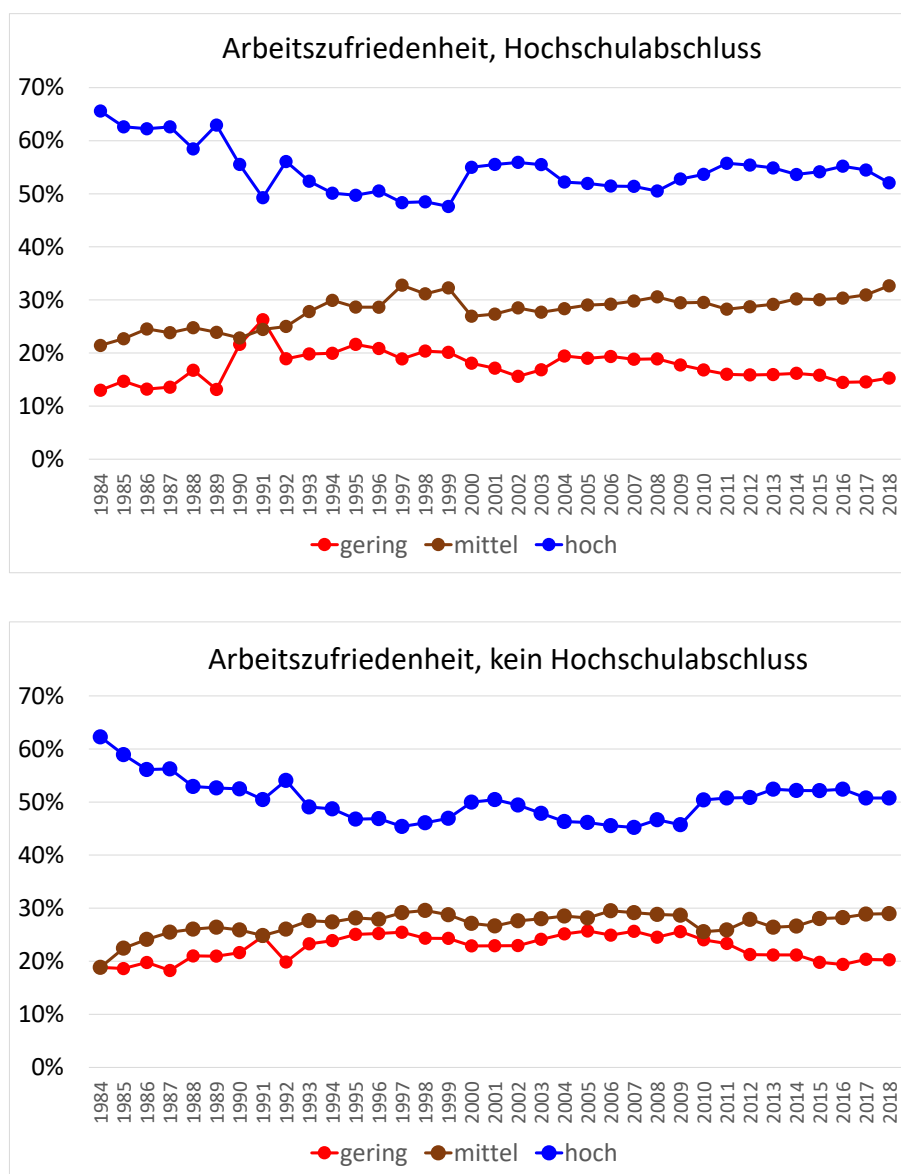 Arbeitszufriedenheit, Hochschulabschluss
70%
60%
50%
40%
30%
20%
10%
0%
1984 1985 1986 1987 1988 1989 1990 1991 1992 1993 1994 1995 1996 1997 1998 1999 2000 2001 2002 2003 2004 2005 2006 2007 2008 2009 2010 2011 2012 2013 2014 2015 2016 2017 2018
gering mittel hoch
Arbeitszufriedenheit, kein Hochschulabschluss
70%
60%
50%
40%
30%
20%
10%
0%
1984 1985 1986 1987 1988 1989 1990 1991 1992 1993 1994 1995 1996 1997 1998 1999 2000 2001 2002 2003 2004 2005 2006 2007 2008 2009 2010 2011 2012 2013 2014 2015 2016 2017 2018
gering mittel hoch